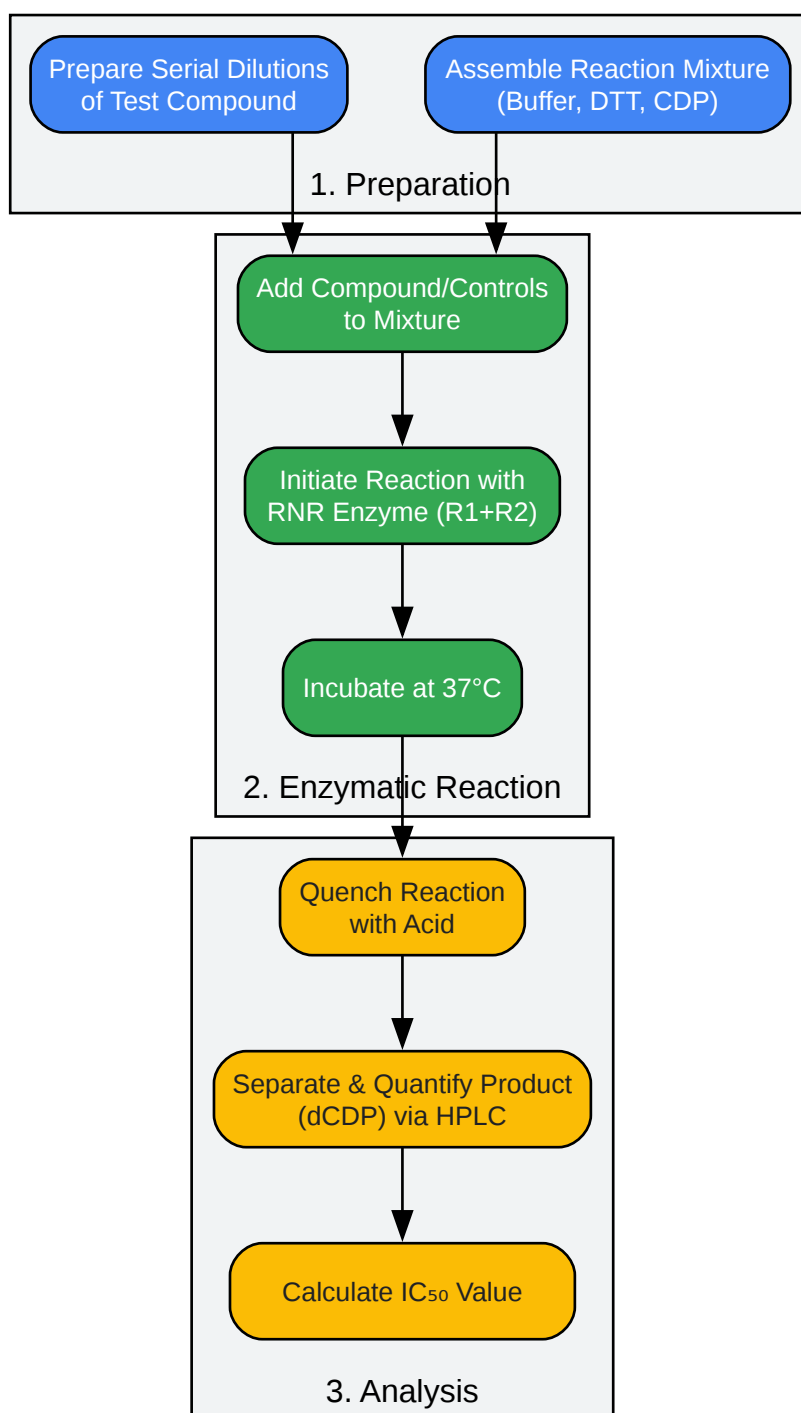 Prepare Serial Dilutions
of Test Compound
Assemble Reaction Mixture
(Buffer, DTT, CDP)
1. Preparation
Add Compound/Controls
to Mixture
Initiate Reaction with
RNR Enzyme (R1+R2)
Incubate at 37°C
2. Enzymatic Reaction
Quench Reaction
with Acid
Separate & Quantify Product
(dCDP) via HPLC
Calculate IC₅₀ Value
3. Analysis